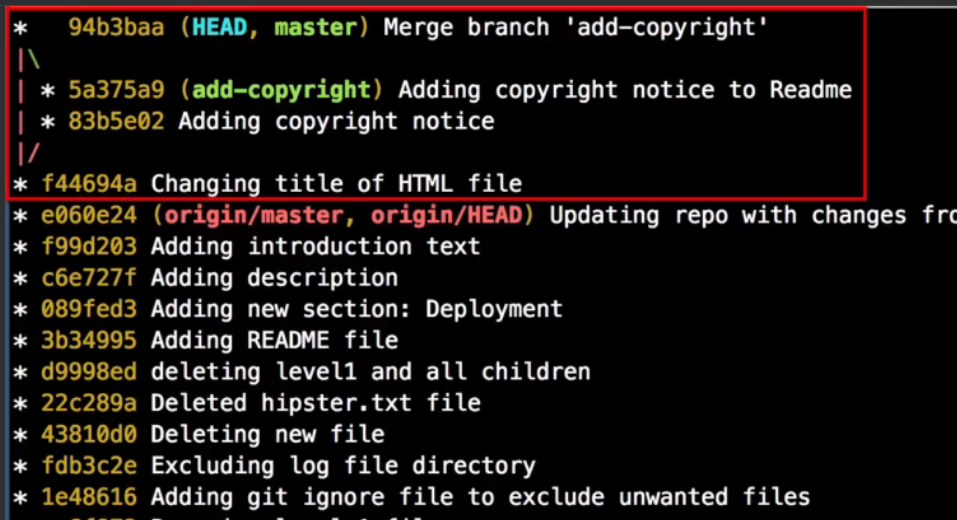 *   94b3baa (HEAD, master) Merge branch 'add-copyright'
|\
| * 5a375a9 (add-copyright) Adding copyright notice to Readme
| * 83b5e02 Adding copyright notice
|/
* f44694a Changing title of HTML file
* e060e24 (origin/master, origin/HEAD) Updating repo with changes
* f99d203 Adding introduction text
* c6e727f Adding description
* 089fed3 Adding new section: Deployment
* 3b34995 Adding README file
* d9998ed deleting level1 and all children
* 22c289a Deleted hipster.txt file
* 43810d0 Deleting new file
* fdb3c2e Excluding log file directory
* 1e48616 Adding git ignore file to exclude unwanted files